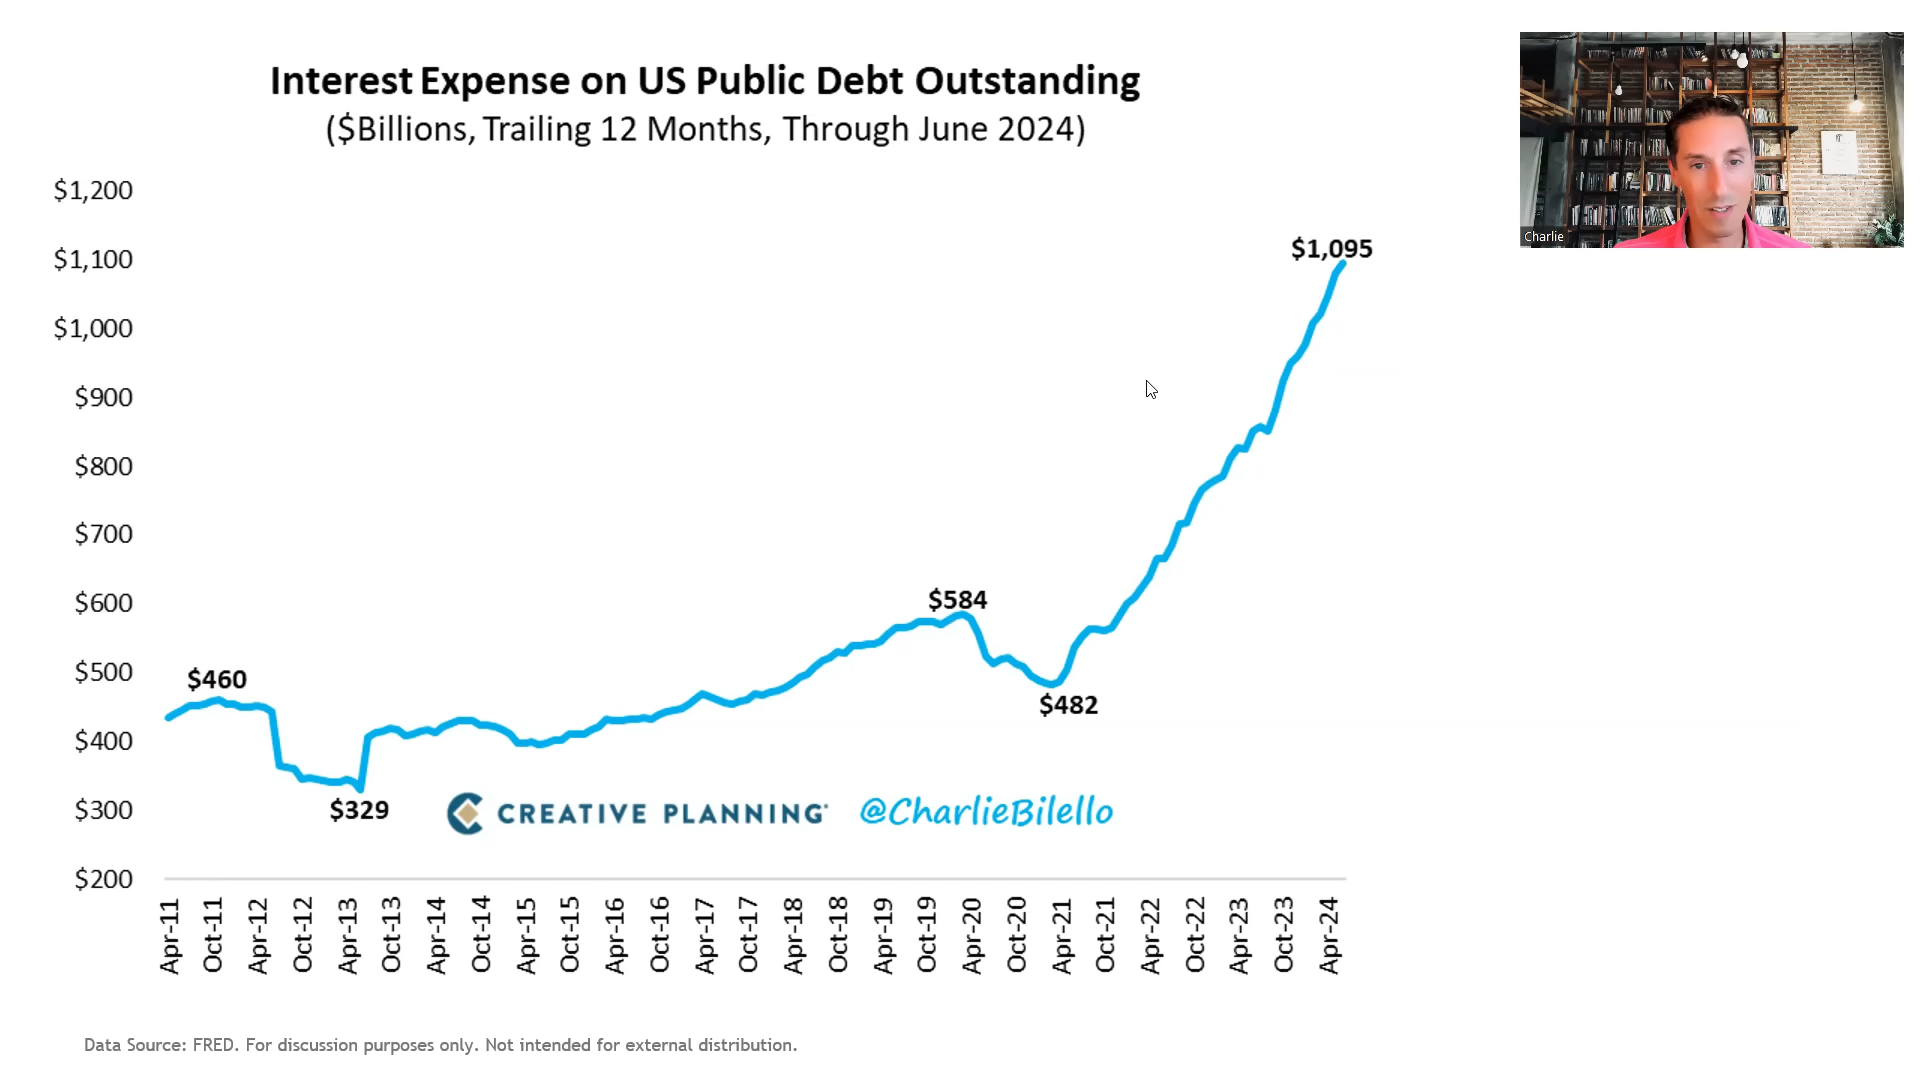 Interest Expense on US Public Debt Outstanding
($Billions, Trailing 12 Months, Through June 2024)
$1,200
$1,100
$1,000
$900
$800
$700
$600
$500
$400
$300
$200
$460
$329
$584
$482
$1,095
CREATIVE PLANNING
@CharlieBilello
Apr-11
Oct-11
Apr-12
Oct-12
Apr-13
Oct-13
Apr-14
Oct-14
Apr-15
Oct-15
Apr-16
Oct-16
Apr-17
Oct-17
Apr-18
Oct-18
Apr-19
Oct-19
Apr-20
Oct-20
Apr-21
Oct-21
Apr-22
Oct-22
Apr-23
Oct-23
Apr-24
Data Source: FRED. For discussion purposes only. Not intended for external distribution.
Charlie